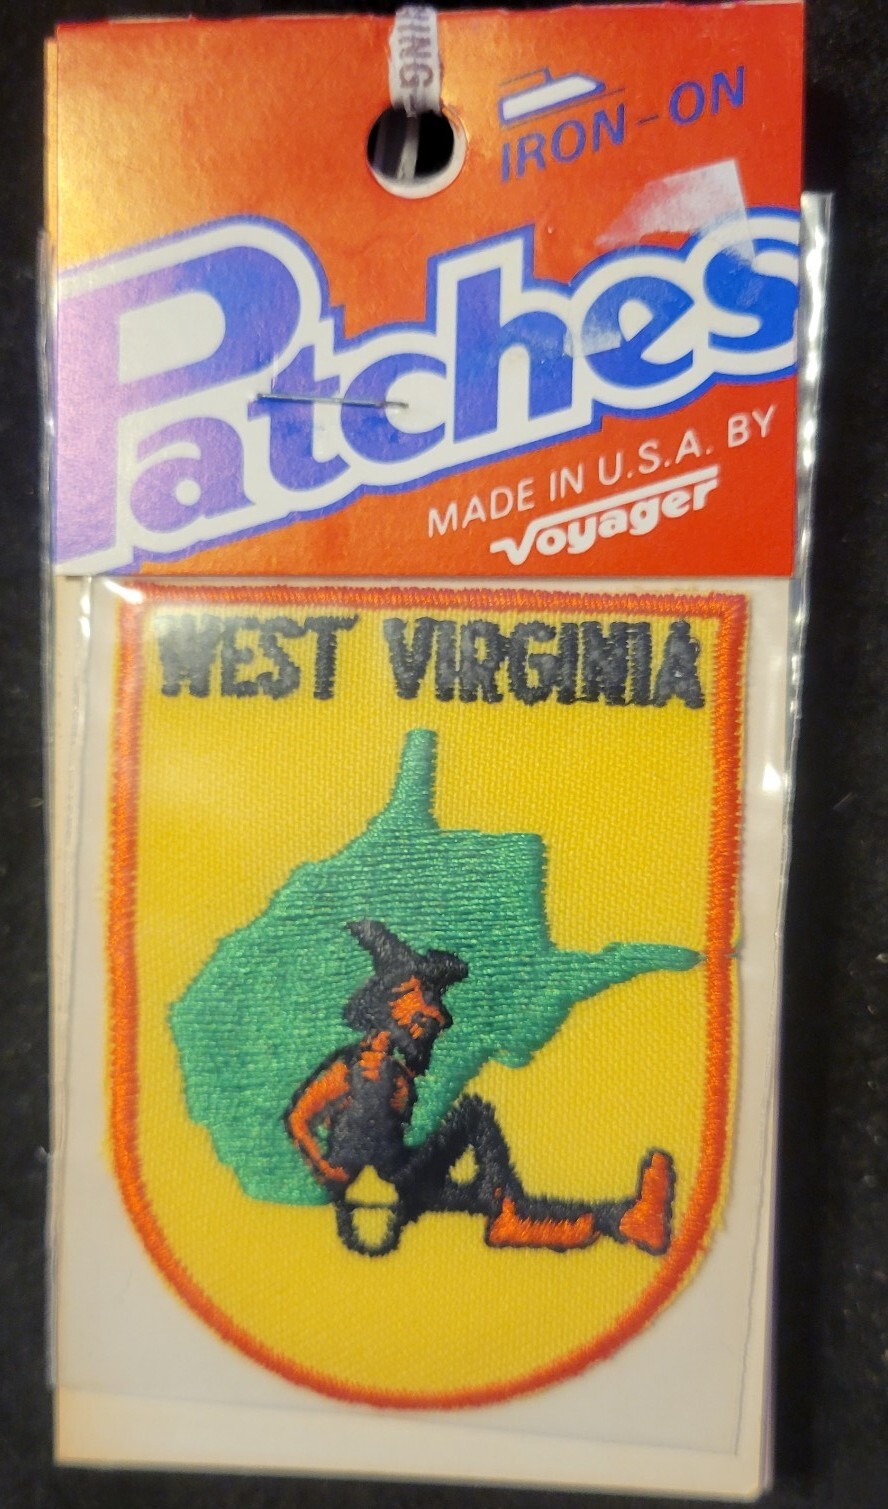 IRON-ON
Patches
MADE IN U.S.A. BY
Voyager
WEST VIRGINIA